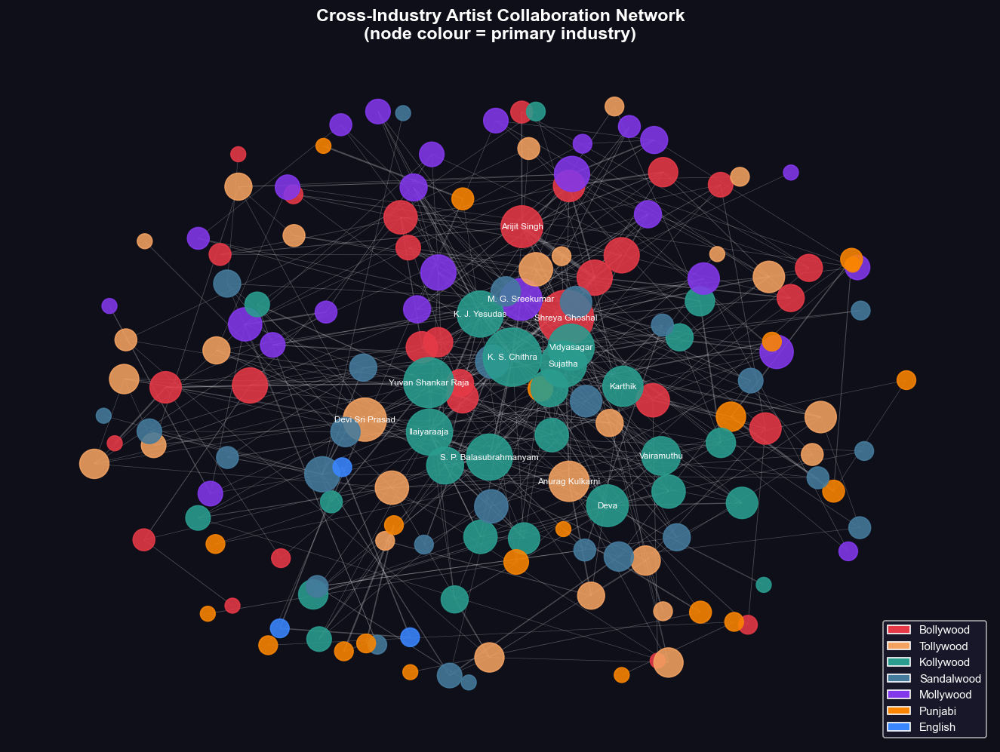 Cross-Industry Artist Collaboration Network
(node colour = primary industry)
Arijit Singh
M. G. Sreekumar
K. J. Yesudas
Shreya Ghoshal
Vidyasagar
K. S. Chithra
Sujatha
Yuvan Shankar Raja
Karthik
Devi Sri Prasad
Ilaiyaraaja
S. P. Balasubrahmanyam
Vairamuthu
Anurag Kulkarni
Deva
Bollywood
Tollywood
Kollywood
Sandalwood
Mollywood
Punjabi
English